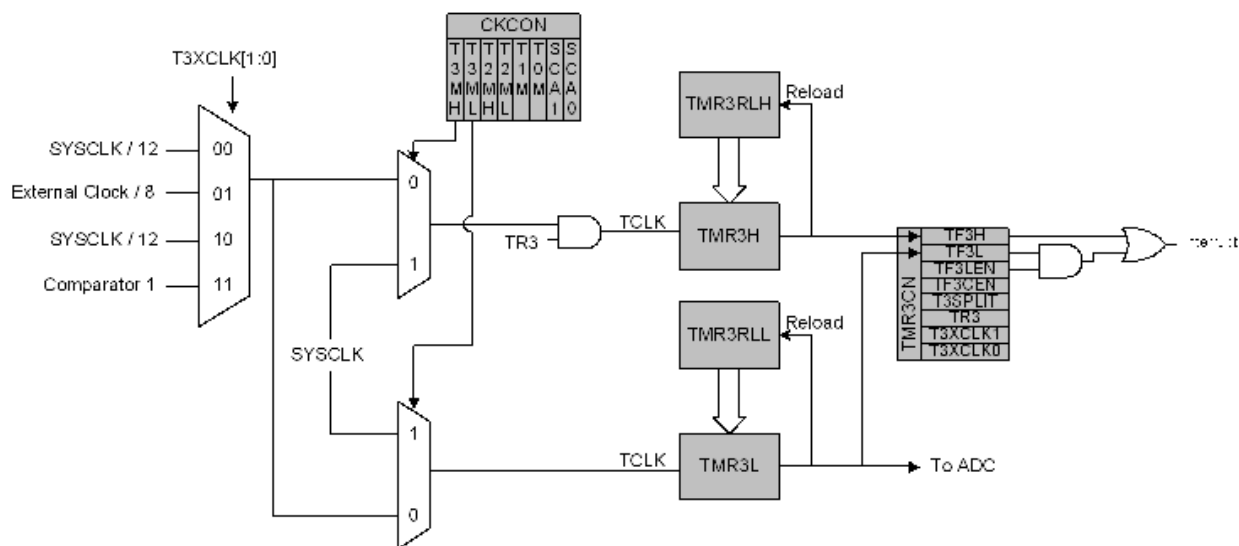 CKCON
T3MH
T3ML
T2MH
T2ML
T1M
T0M
SCA1
SCA0
T3XCLK[1:0]
SYSCLK / 12
00
External Clock / 8
01
SYSCLK / 12
10
Comparator 1
11
0
1
TR3
TCLK
TMR3RLH
Reload
TMR3H
TMR3CN
TF3H
TF3L
TF3LEN
TF3CEN
T3SPLIT
TR3
T3XCLK1
T3XCLK0
SYSCLK
1
0
TCLK
TMR3RLL
Reload
TMR3L
To ADC